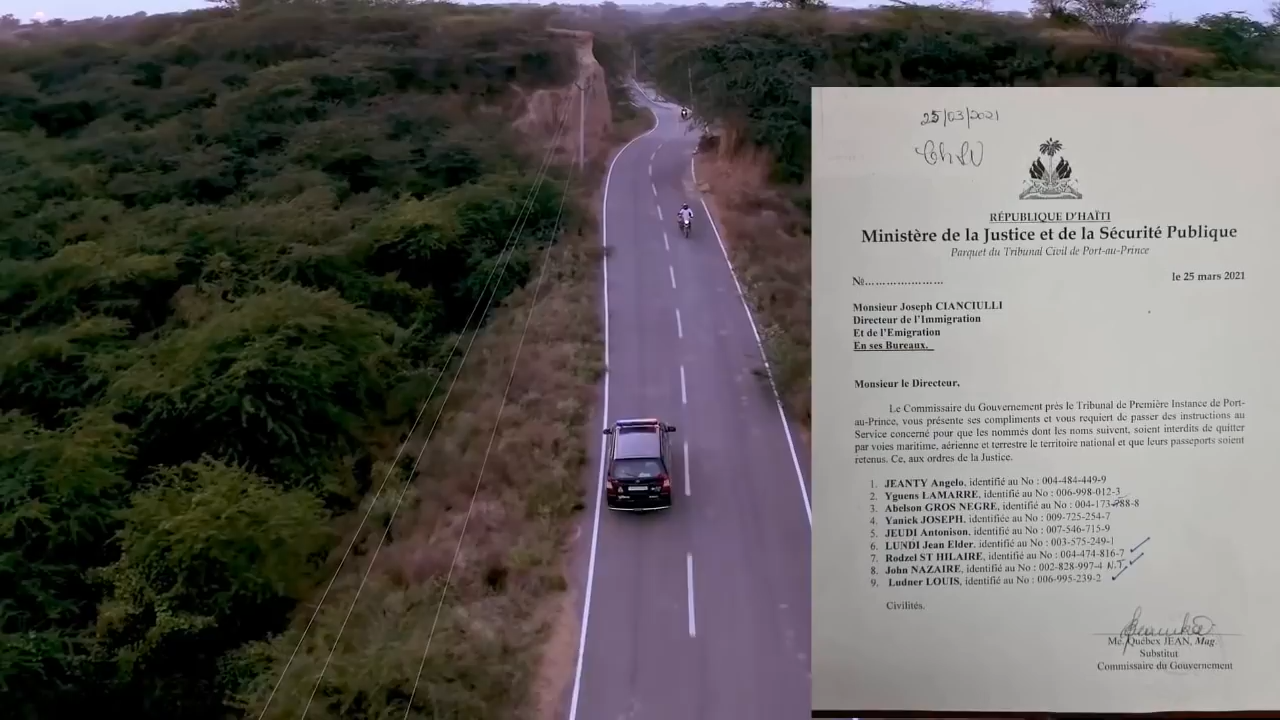 25/03/2021
RÉPUBLIQUE D'HAÏTI
Ministère de la Justice et de la Sécurité Publique
Parquet du Tribunal Civil de Port-au-Prince
№....................
le 25 mars 2021
Monsieur Joseph CIANCIULLI
Directeur de l'Immigration
Et de l'Emigration
En ses Bureaux.
Monsieur le Directeur,
Le Commissaire du Gouvernement près le Tribunal de Première Instance de Port-
au-Prince, vous présente ses compliments et vous requiert de passer des instructions au
Service concerné pour que les nommés dont les noms suivent, soient interdits de quitter
par voies maritime, aérienne et terrestre le territoire national et que leurs passeports soient
retenus. Ce, aux ordres de la Justice.
1. JEANTY Angelo, identifié au No : 004-484-449-9
2. Yguens LAMARRE, identifié au No : 006-998-012-3
3. Abelson GROS NEGRE, identifié au No : 004-173-788-8
4. Yanick JOSEPH, identifié au No : 009-725-254-7
5. JEUDI Antonison, identifié au No : 007-546-715-9
6. LUNDI Jean Elder, identifié au No : 003-575-249-1
7. Rodzel ST HILAIRE, identifié au No : 004-474-816-7
8. John NAZAIRE, identifié au No : 002-828-997-4 N.T
9. Ludner LOUIS, identifié au No : 006-995-239-2
Civilités.
Me. Québex JEAN, Mag
Substitut
Commissaire du Gouvernement